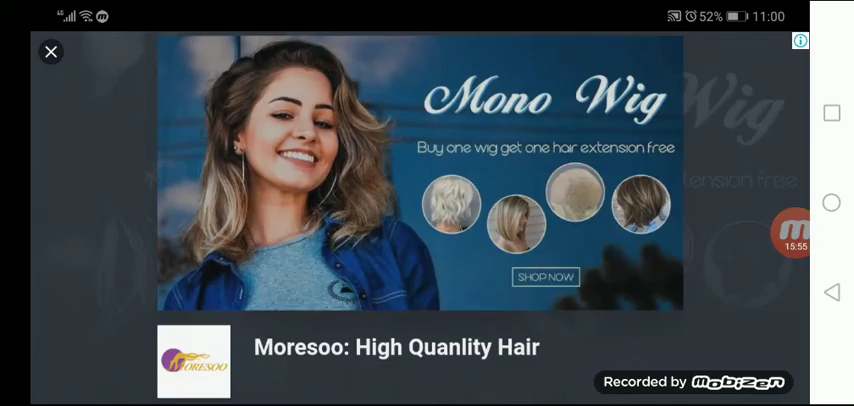 52% 11:00
Mono Wig
Buy one wig get one hair extension free
SHOP NOW
15:55
MORESOO
Moresoo: High Quanlity Hair
Recorded by mobizen